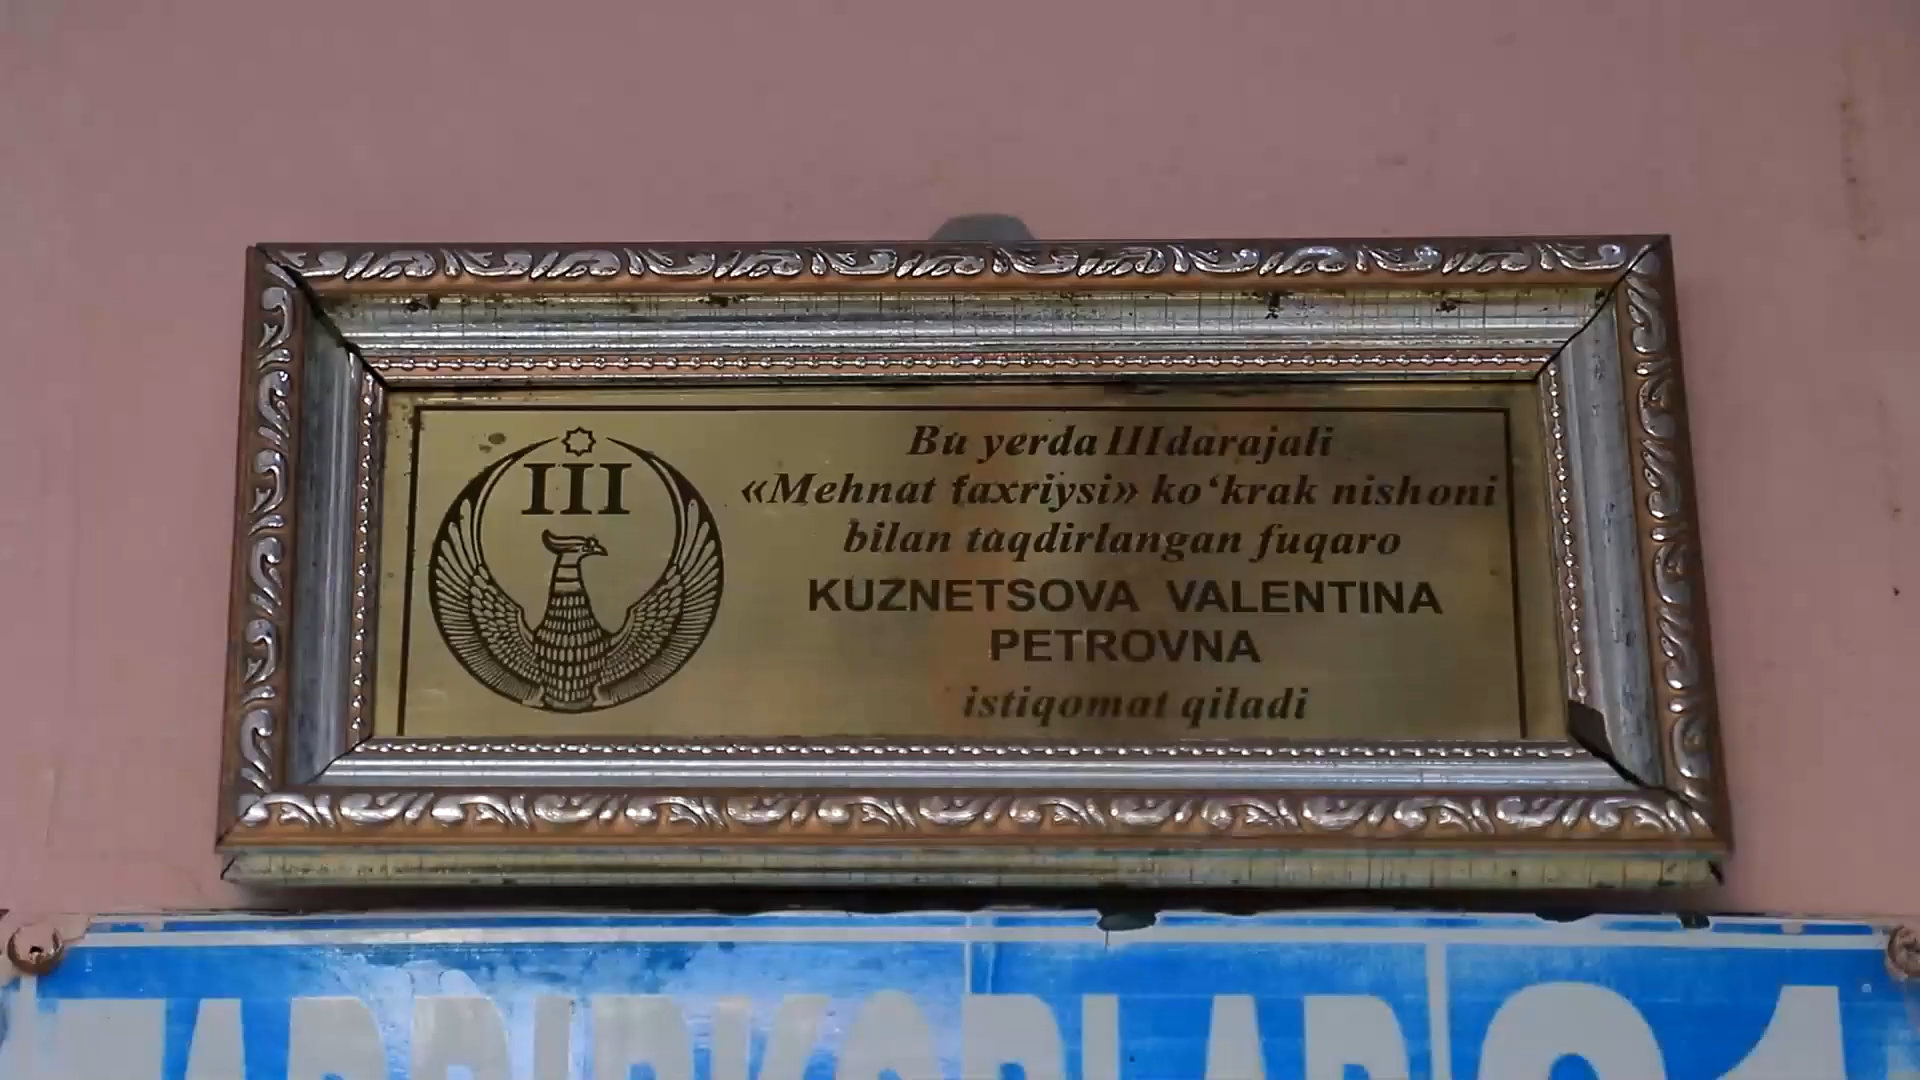 III
Bu yerda III darajali
«Mehnat faxriysi» ko‘krak nishoni
bilan taqdirlangan fuqaro
KUZNETSOVA VALENTINA
PETROVNA
istiqomat qiladi